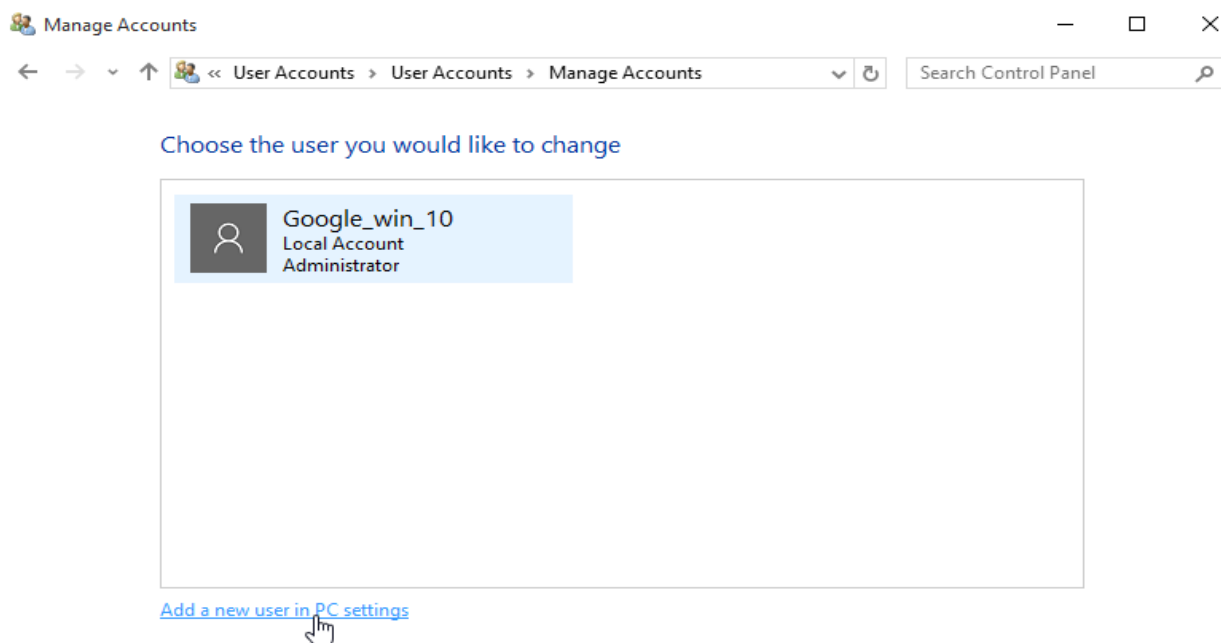 Manage Accounts
« User Accounts > User Accounts > Manage Accounts
Search Control Panel
Choose the user you would like to change
Google_win_10
Local Account
Administrator
Add a new user in PC settings